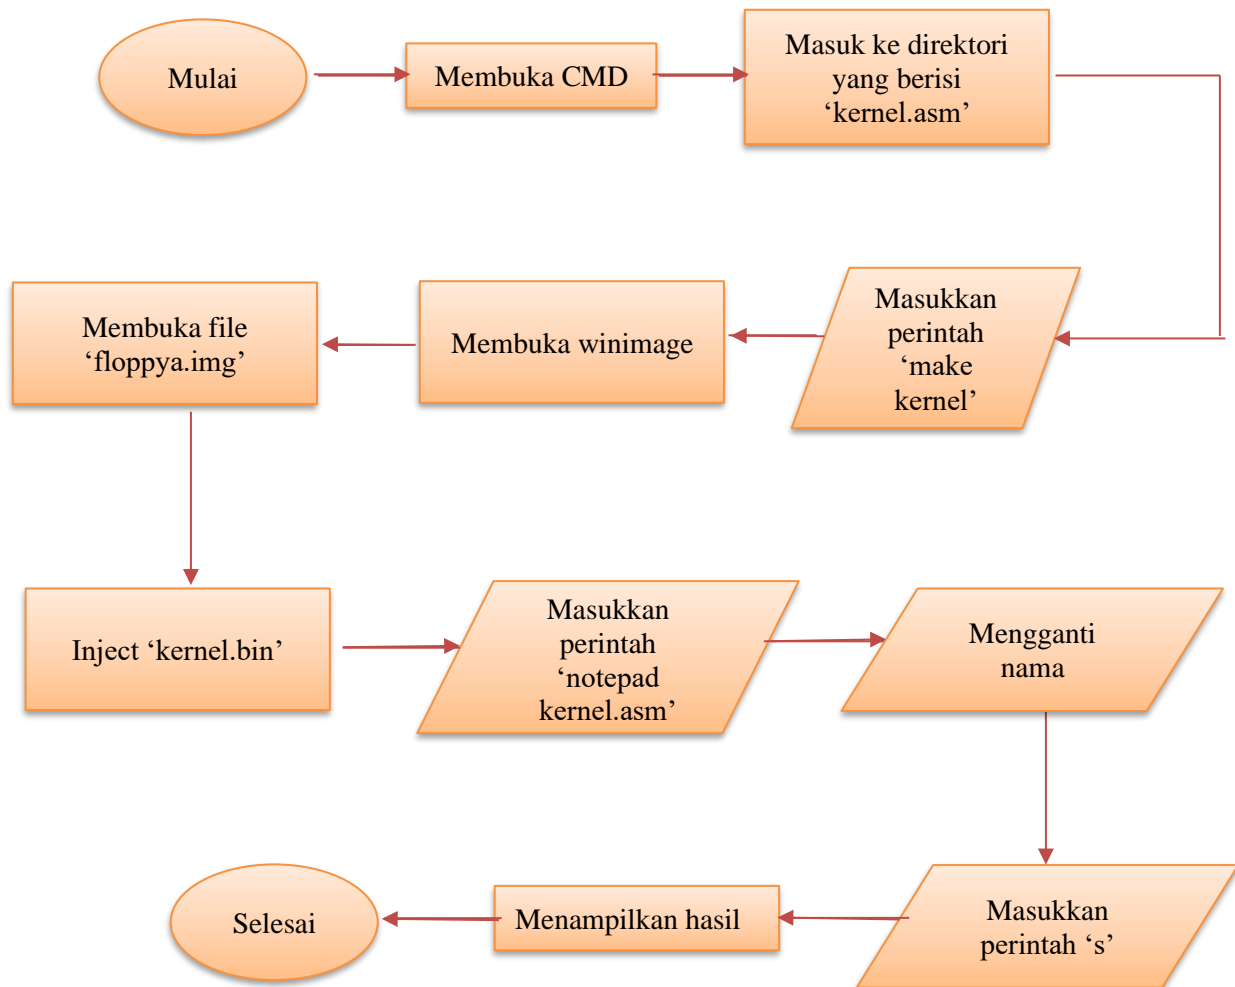 Mulai
Membuka CMD
Masuk ke direktori
yang berisi
‘kernel.asm’
Masukkan
perintah
‘make
kernel’
Membuka winimage
Membuka file
‘floppya.img’
Inject ‘kernel.bin’
Masukkan
perintah
‘notepad
kernel.asm’
Mengganti
nama
Masukkan
perintah ‘s’
Menampilkan hasil
Selesai